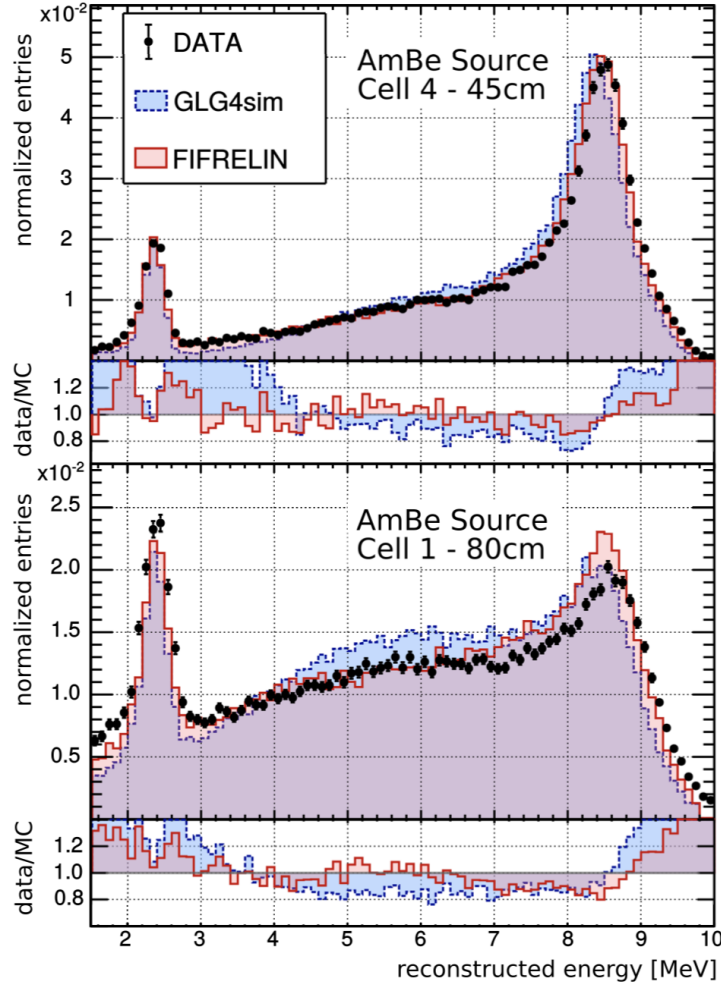 x10-2
5
4
3
2
1
normalized entries
DATA
GLG4sim
FIFRELIN
AmBe Source
Cell 4 - 45cm
1.2
1.0
0.8
data/MC
x10-2
2.5
2.0
1.5
1.0
0.5
normalized entries
AmBe Source
Cell 1 - 80cm
1.2
1.0
0.8
data/MC
2 3 4 5 6 7 8 9 10
reconstructed energy [MeV]